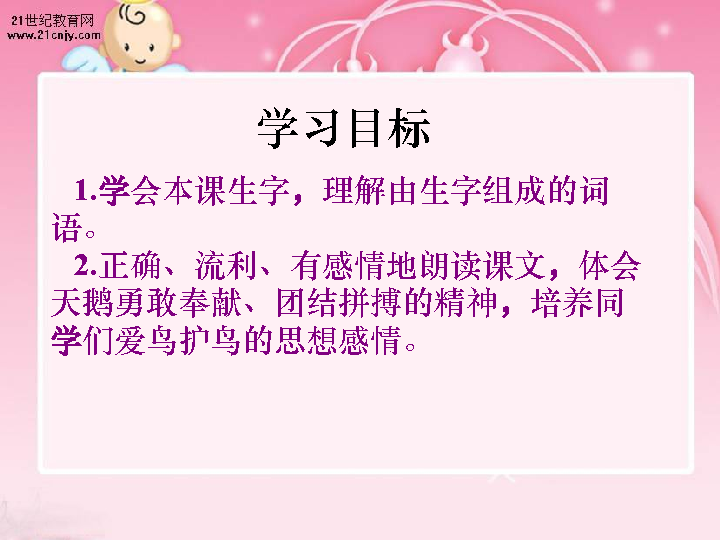 21世纪教育网
www.21cnjy.com
学习目标
1.学会本课生字，理解由生字组成的词
语。
2.正确、流利、有感情地朗读课文，体会
天鹅勇敢奉献、团结拼搏的精神，培养同
学们爱鸟护鸟的思想感情。